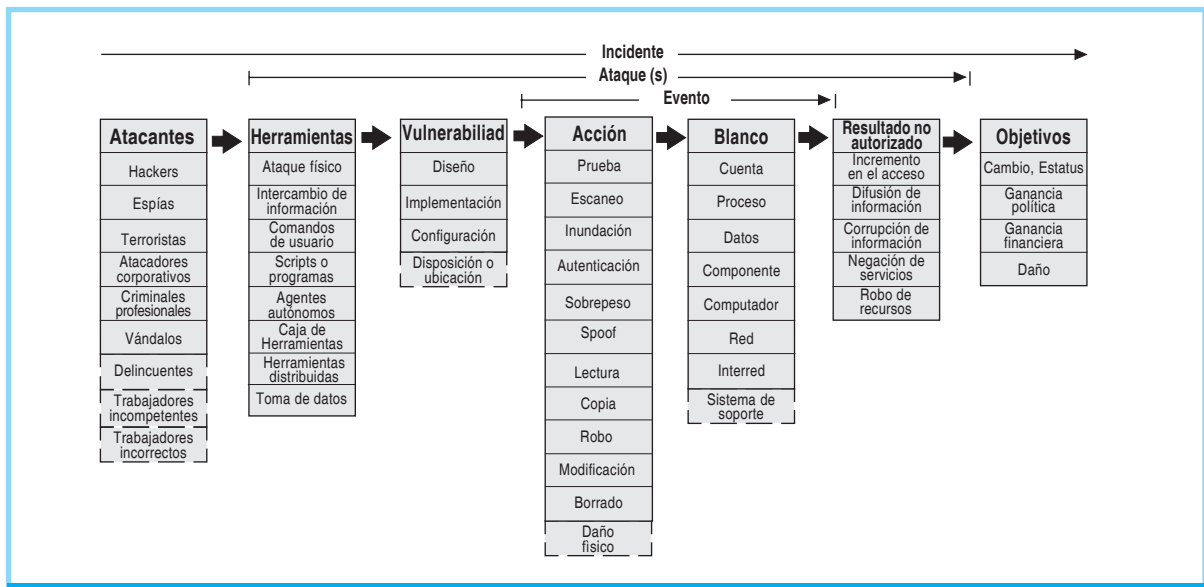 Incidente
Ataque (s)
Evento
Atacantes
Hackers
Espías
Terroristas
Atacadores
corporativos
Criminales
profesionales
Vándalos
Delincuentes
Trabajadores
incompetentes
Trabajadores
incorrectos
Herramientas
Ataque físico
Intercambio de
información
Comandos
de usuario
Scripts o
programas
Agentes
autónomos
Caja de
Herramientas
Herramientas
distribuidas
Toma de datos
Vulnerabiliad
Diseño
Implementación
Configuración
Disposición o
ubicación
Acción
Prueba
Escaneo
Inundación
Autenticación
Sobrepeso
Spoof
Lectura
Copia
Robo
Modificación
Borrado
Daño
fìsico
Blanco
Cuenta
Proceso
Datos
Componente
Computador
Red
Interred
Sistema de
soporte
Resultado no
autorizado
Incremento
en el acceso
Difusión de
información
Corrupción de
información
Negación de
servicios
Robo de
recursos
Objetivos
Cambio, Estatus
Ganancia
política
Ganancia
financiera
Daño